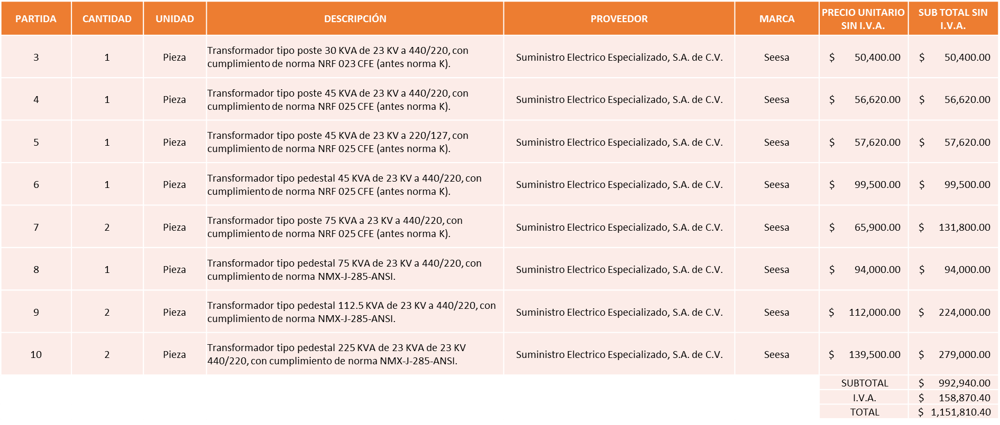 PARTIDA CANTIDAD UNIDAD DESCRIPCIÓN PROVEEDOR MARCA PRECIO UNITARIO SIN I.V.A. SUB TOTAL SIN I.V.A.
3 1 Pieza Transformador tipo poste 30 KVA de 23 KV a 440/220, con
cumplimiento de norma NRF 023 CFE (antes norma K). Suministro Electrico Especializado, S.A. de C.V. Seesa $ 50,400.00 $ 50,400.00
4 1 Pieza Transformador tipo poste 45 KVA de 23 KV a 440/220, con
cumplimiento de norma NRF 025 CFE (antes norma K). Suministro Electrico Especializado, S.A. de C.V. Seesa $ 56,620.00 $ 56,620.00
5 1 Pieza Transformador tipo poste 45 KVA de 23 KV a 220/127, con
cumplimiento de norma NRF 025 CFE (antes norma K). Suministro Electrico Especializado, S.A. de C.V. Seesa $ 57,620.00 $ 57,620.00
6 1 Pieza Transformador tipo pedestal 45 KVA de 23 KV a 440/220, con
cumplimiento de norma NRF 025 CFE (antes norma K). Suministro Electrico Especializado, S.A. de C.V. Seesa $ 99,500.00 $ 99,500.00
7 2 Pieza Transformador tipo poste 75 KVA a 23 KV a 440/220, con
cumplimiento de norma NRF 025 CFE (antes norma K). Suministro Electrico Especializado, S.A. de C.V. Seesa $ 65,900.00 $ 131,800.00
8 1 Pieza Transformador tipo pedestal 75 KVA de 23 KV a 440/220, con
cumplimiento de norma NMX-J-285-ANSI. Suministro Electrico Especializado, S.A. de C.V. Seesa $ 94,000.00 $ 94,000.00
9 2 Pieza Transformador tipo pedestal 112.5 KVA de 23 KV a 440/220, con
cumplimiento de norma NMX-J-285-ANSI. Suministro Electrico Especializado, S.A. de C.V. Seesa $ 112,000.00 $ 224,000.00
10 2 Pieza Transformador tipo pedestal 225 KVA de 23 KVA de 23 KV
440/220, con cumplimiento de norma NMX-J-285-ANSI. Suministro Electrico Especializado, S.A. de C.V. Seesa $ 139,500.00 $ 279,000.00
SUBTOTAL $ 992,940.00
I.V.A. $ 158,870.40
TOTAL $ 1,151,810.40